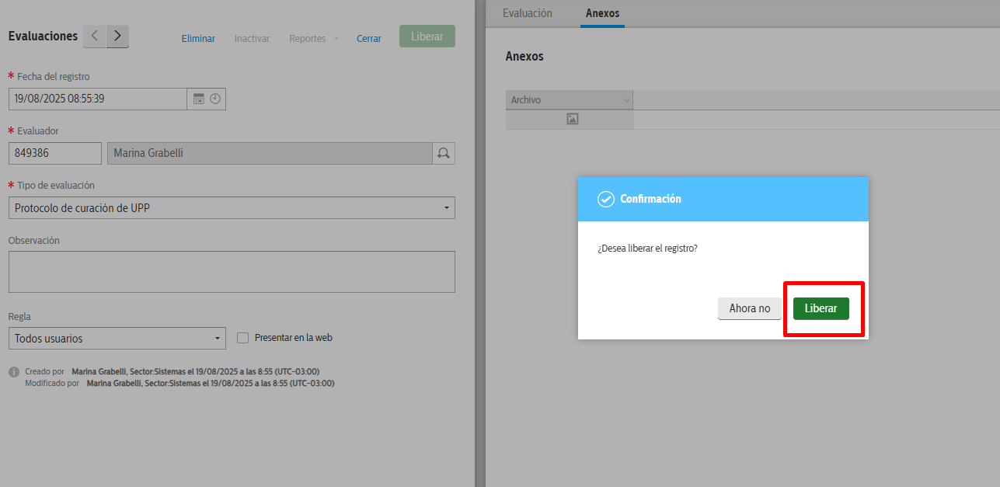 Evaluaciones
Eliminar
Inactivar
Reportes
Cerrar
Liberar
* Fecha del registro
19/08/2025 08:55:39
* Evaluador
849386
Marina Grabelli
* Tipo de evaluación
Protocolo de curación de UPP
Observación
Regla
Todos usuarios
Presentar en la web
Creado por Marina Grabelli, Sector:Sistemas el 19/08/2025 a las 8:55 (UTC-03:00)
Modificado por Marina Grabelli, Sector:Sistemas el 19/08/2025 a las 8:55 (UTC-03:00)
Evaluación
Anexos
Anexos
Archivo
Confirmación
¿Desea liberar el registro?
Ahora no
Liberar